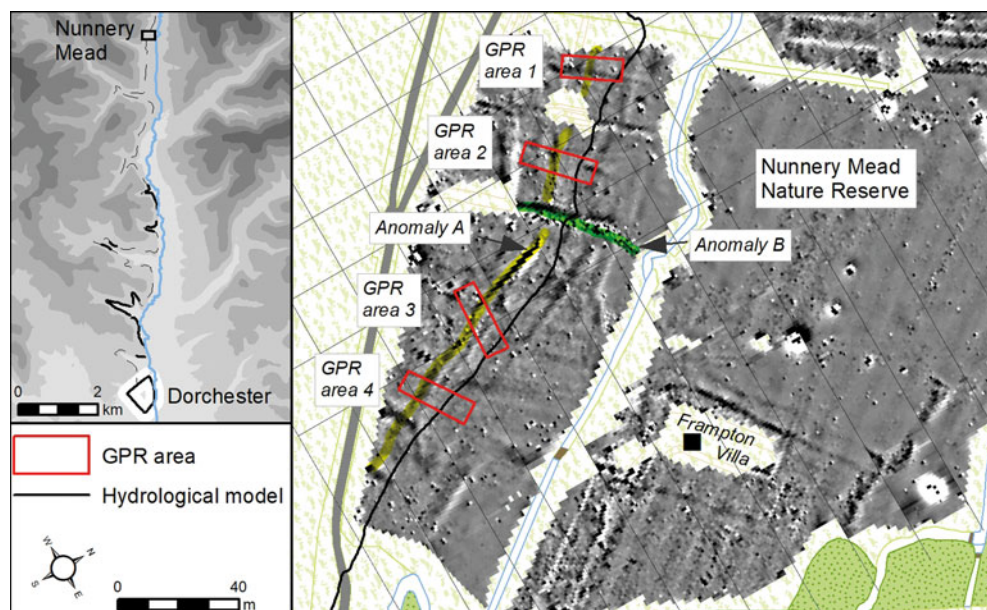 Nunnery
Mead
0 2
km
Dorchester
GPR area
Hydrological model
W
N
S
E
0 40
m
GPR
area 1
GPR
area 2
Nunnery Mead
Nature Reserve
Anomaly A
Anomaly B
GPR
area 3
GPR
area 4
Frampton
Villa